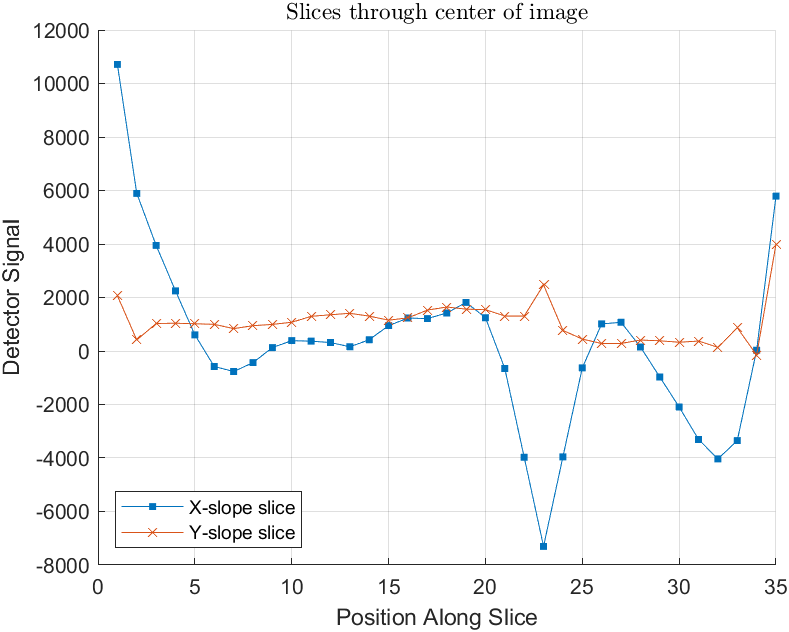 Slices through center of image
12000
10000
8000
6000
4000
2000
0
-2000
-4000
-6000
-8000
Detector Signal
X-slope slice
Y-slope slice
0 5 10 15 20 25 30 35
Position Along Slice